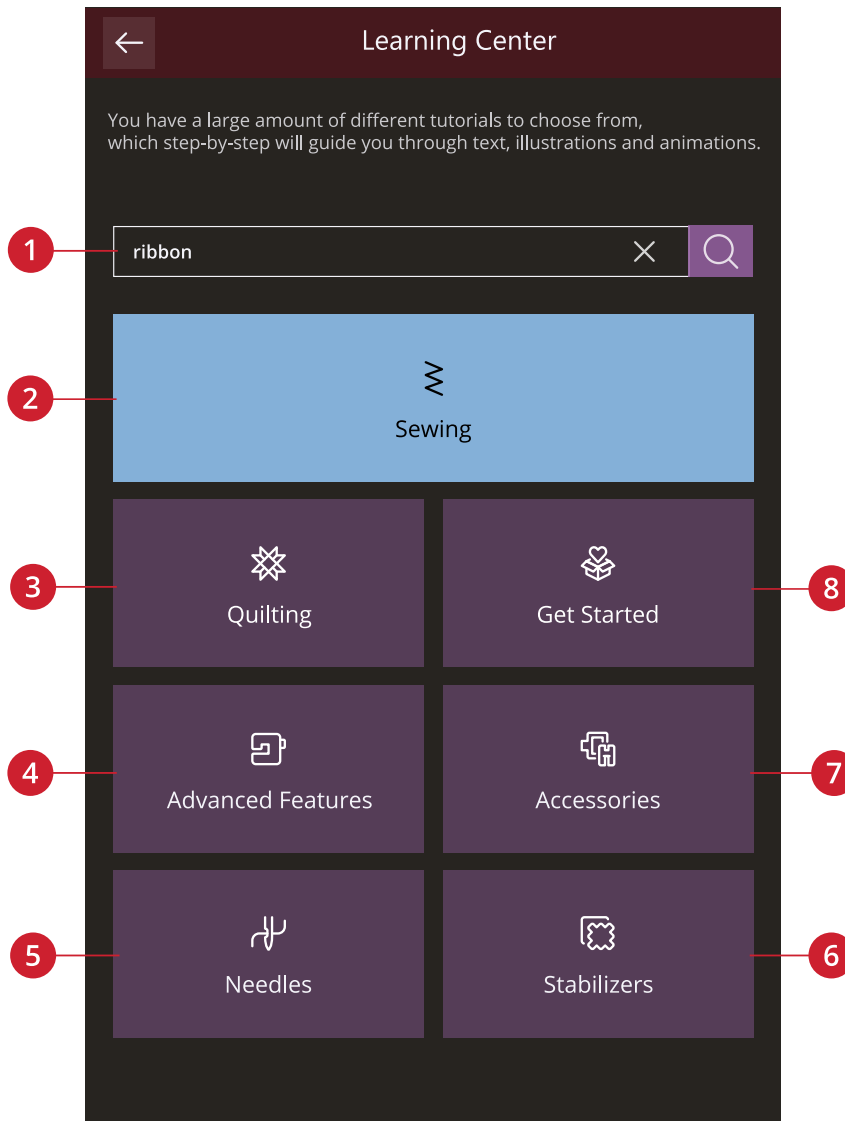 Learning Center
You have a large amount of different tutorials to choose from,
which step-by-step will guide you through text, illustrations and animations.
1
ribbon
2
Sewing
3
Quilting
Get Started
8
4
Advanced Features
Accessories
7
5
Needles
Stabilizers
6